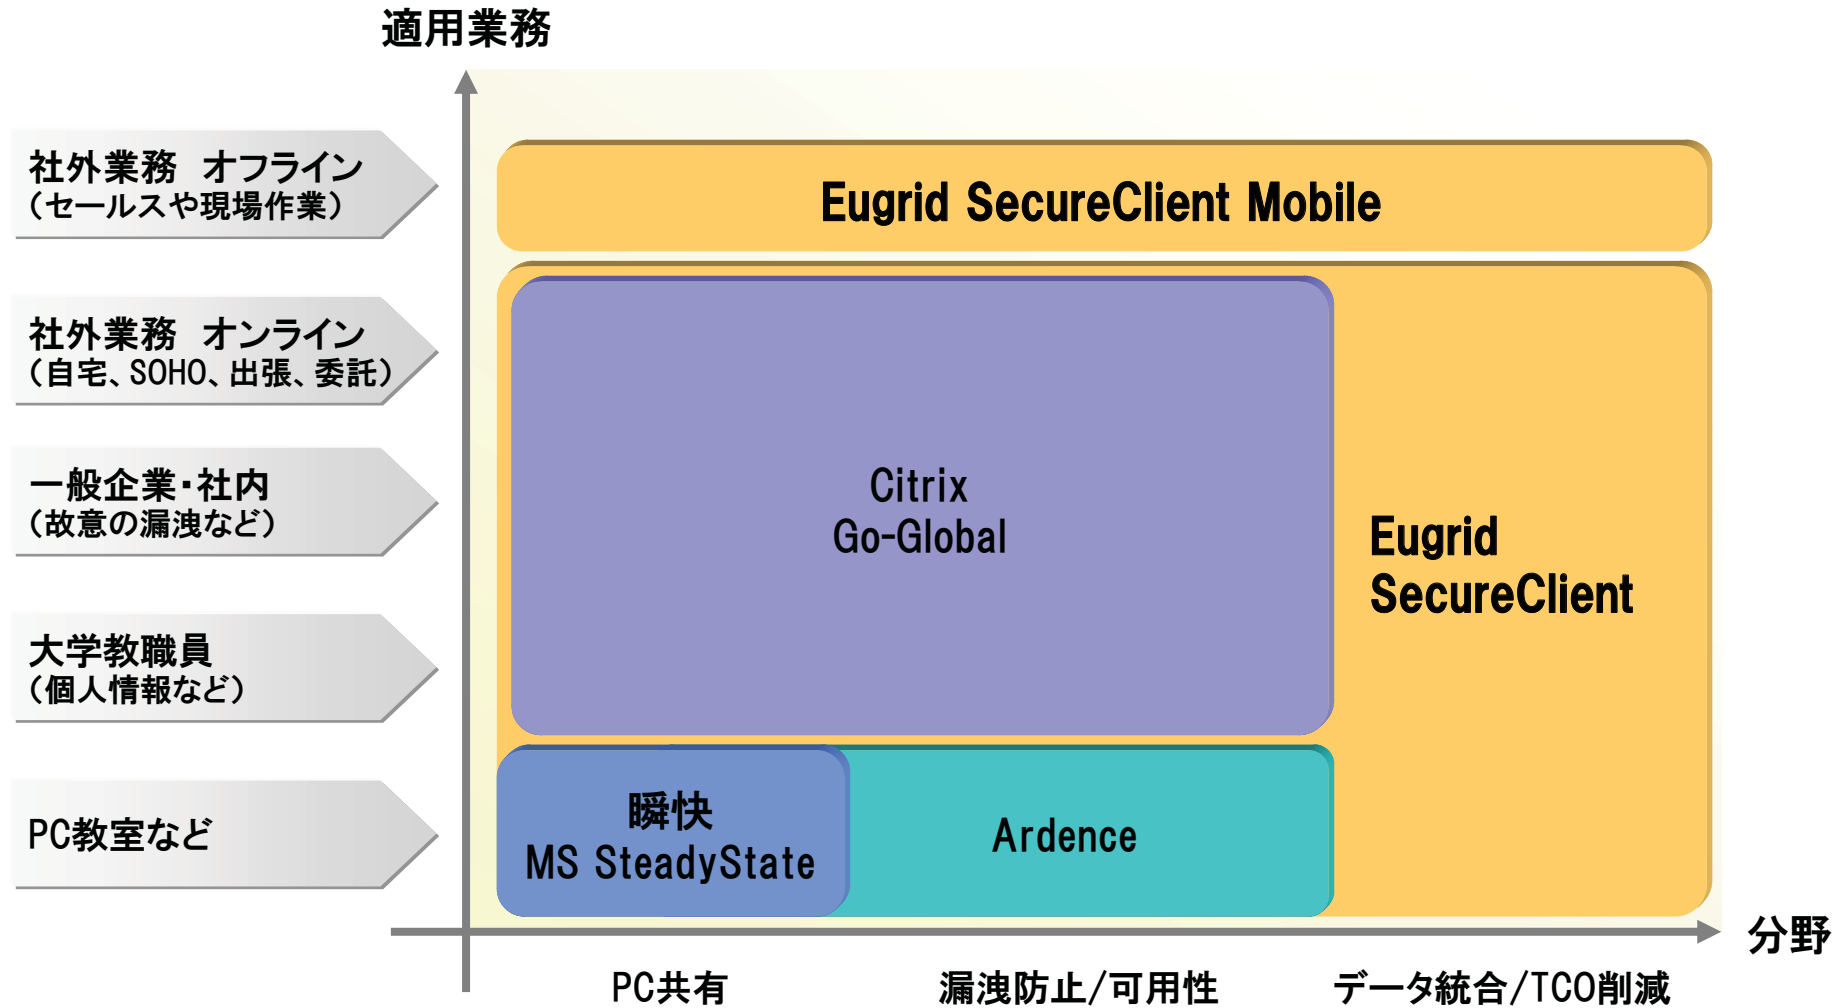 適用業務
社外業務　オフライン
（セールスや現場作業）
Eugrid SecureClient Mobile
社外業務　オンライン
（自宅、SOHO、出張、委託）
一般企業・社内
（故意の漏洩など）
Citrix
Go-Global
Eugrid
SecureClient
大学教職員
（個人情報など）
PC教室など
瞬快
MS SteadyState
Ardence
分野
PC共有
漏洩防止/可用性
データ統合/TCO削減